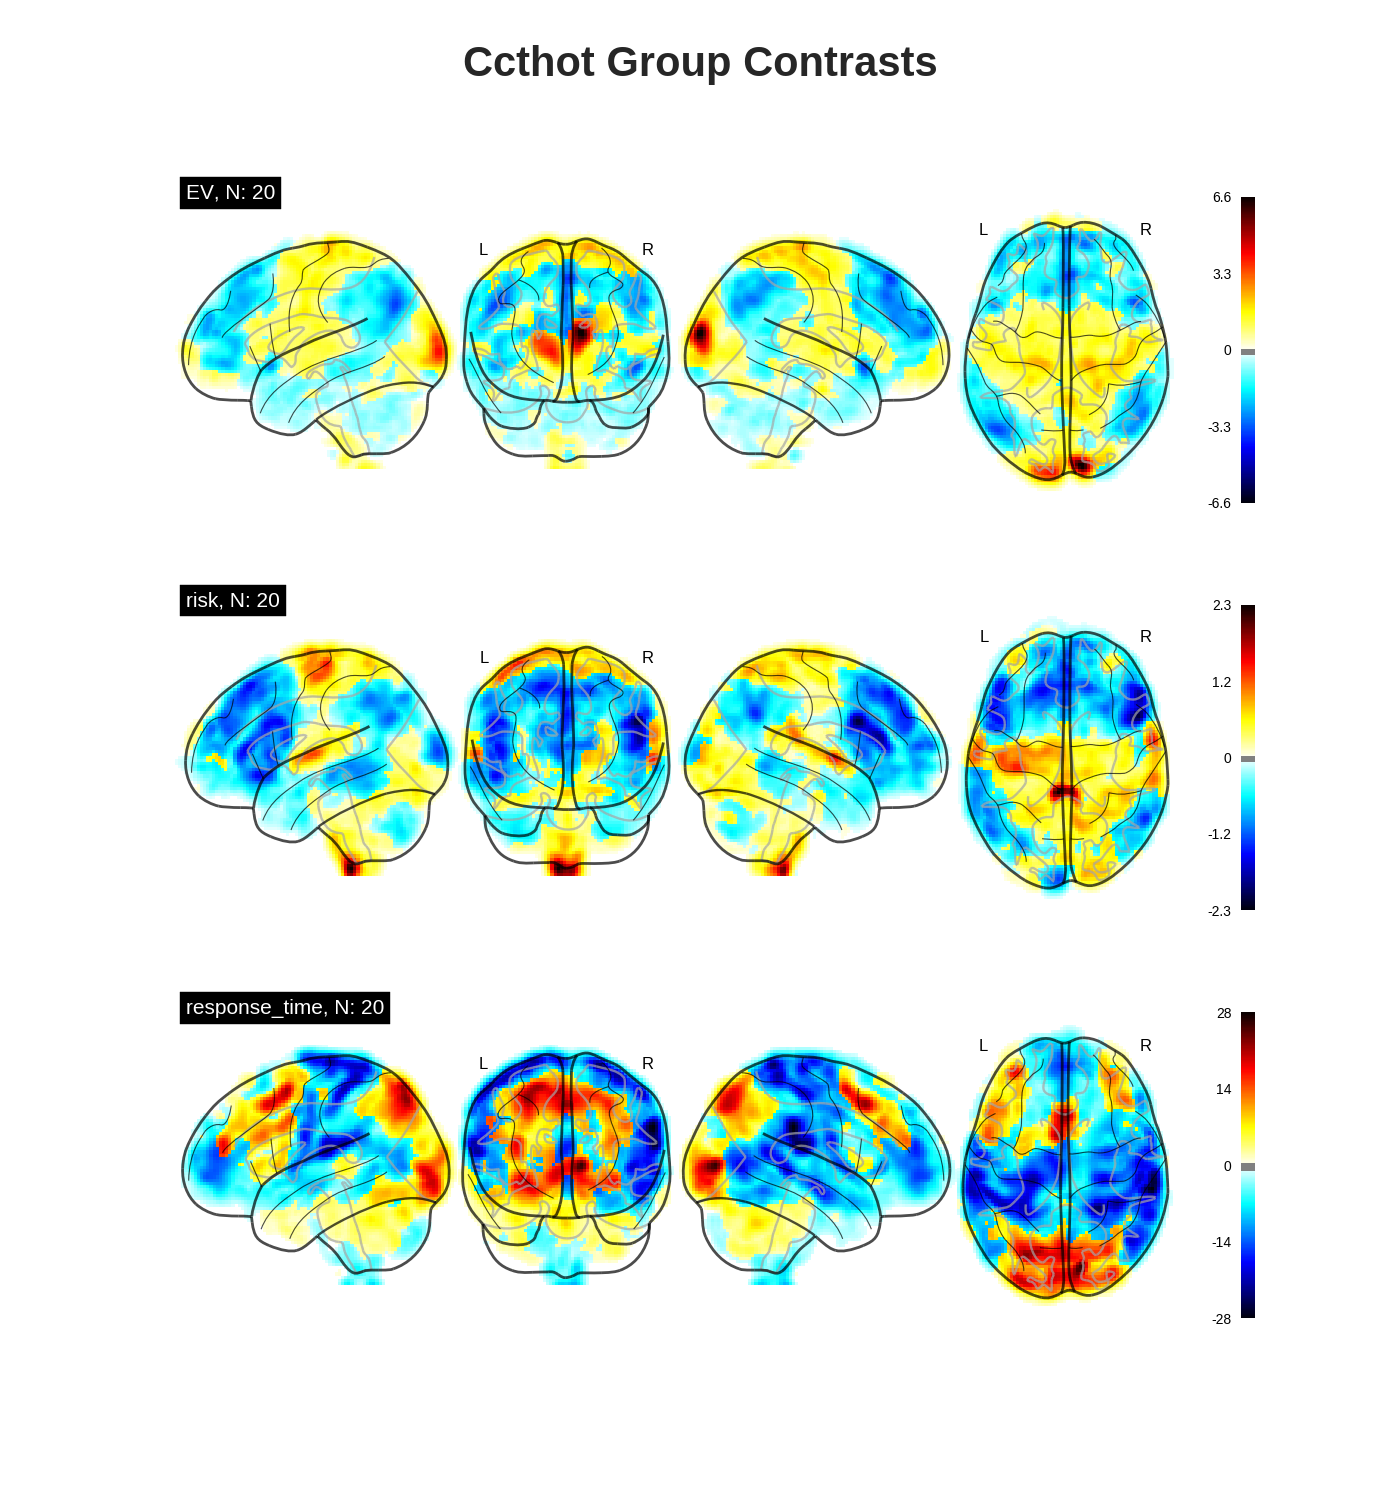 Ccthot Group Contrasts
EV, N: 20
L
R
L
R
6.6
3.3
0
-3.3
-6.6
risk, N: 20
L
R
L
R
2.3
1.2
0
-1.2
-2.3
response_time, N: 20
L
R
L
R
28
14
0
-14
-28